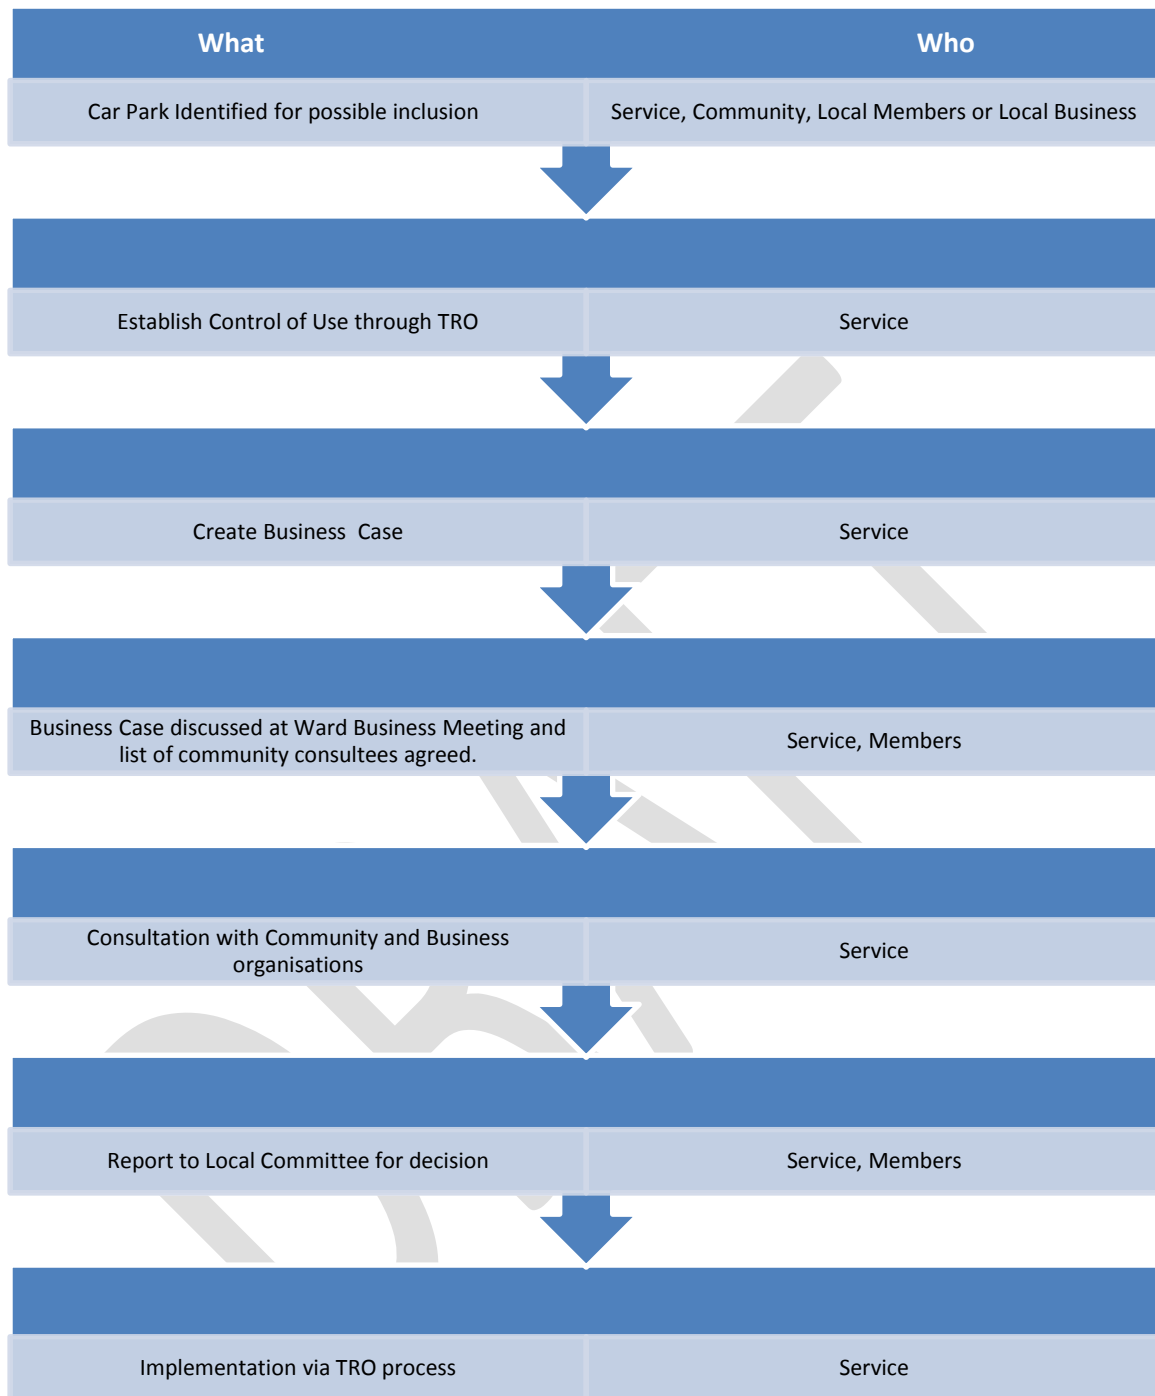 What Who
Car Park Identified for possible inclusion Service, Community, Local Members or Local Business
Establish Control of Use through TRO Service
Create Business Case Service
Business Case discussed at Ward Business Meeting and
list of community consultees agreed. Service, Members
Consultation with Community and Business
organisations Service
Report to Local Committee for decision Service, Members
Implementation via TRO process Service